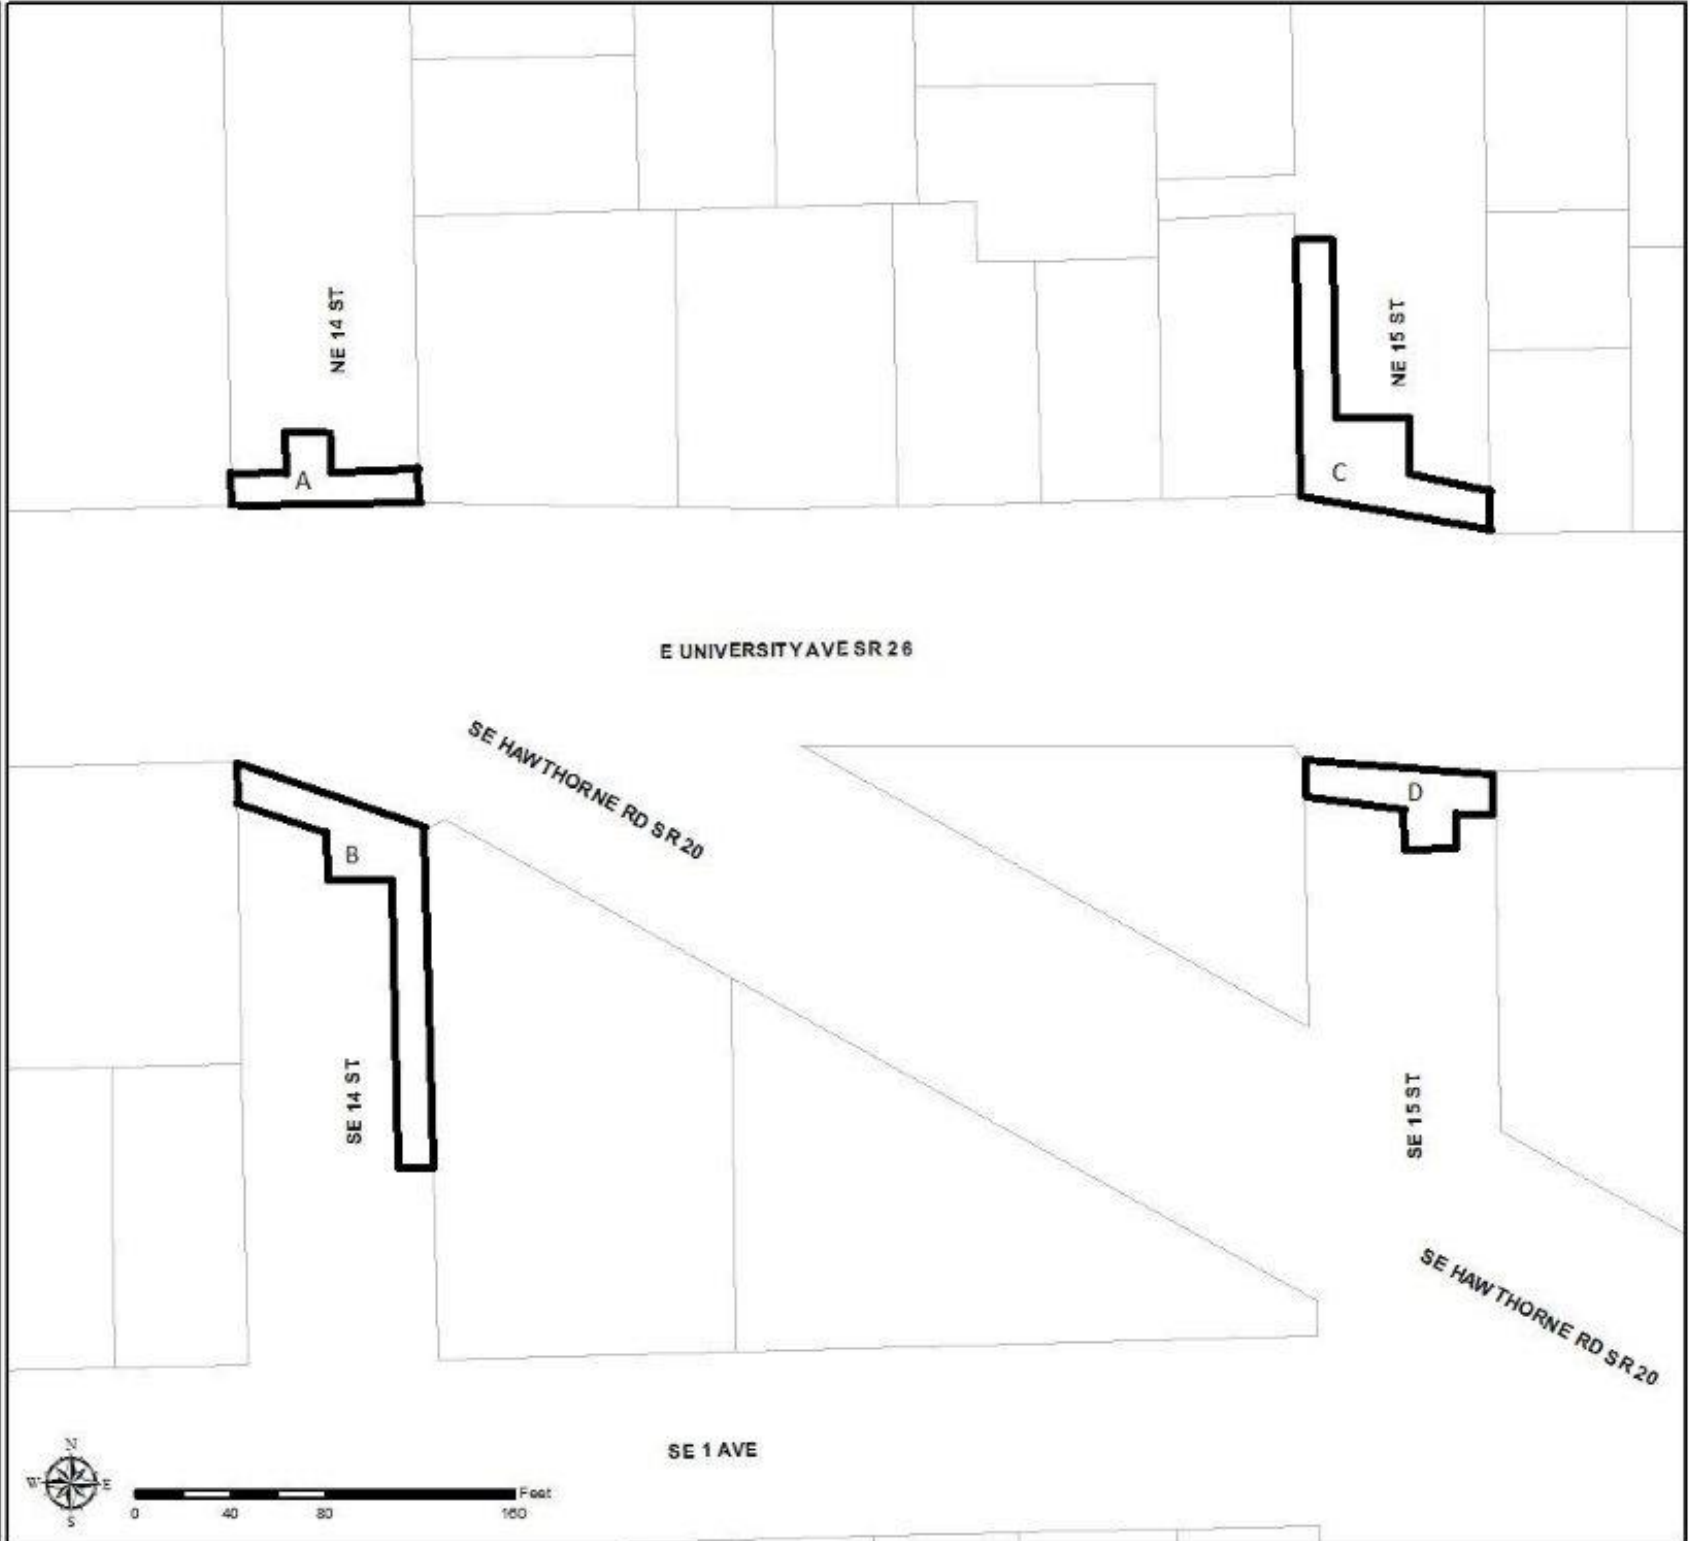 NE 14 ST
NE 15 ST
A
C
E UNIVERSITY AVE SR 26
SE HAWTHORNE RD SR 20
D
B
SE 14 ST
SE 15 ST
SE HAWTHORNE RD SR 20
SE 1 AVE
N
W E
S
Feet
0 40 80 160